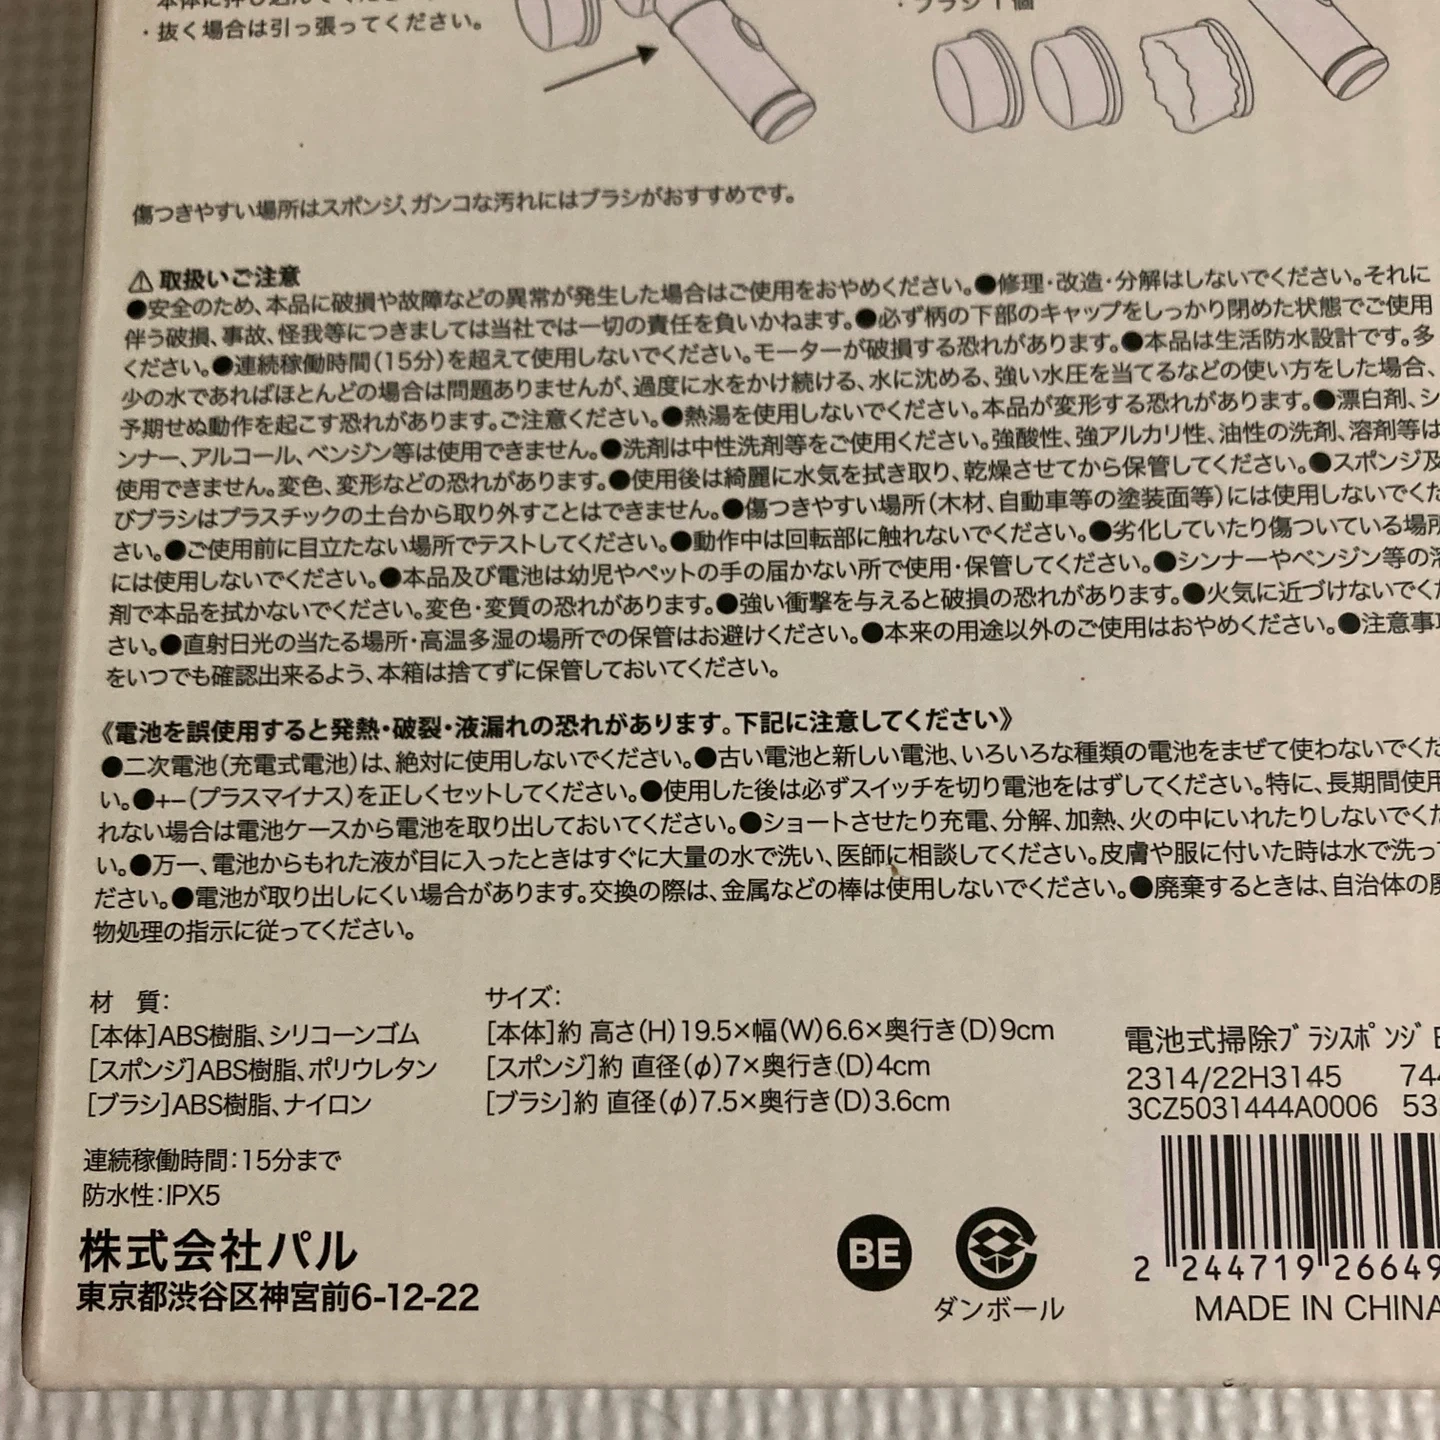 本体に押し込んでください。
・抜く場合は引っ張ってください。
・ブラシ1個
傷つきやすい場所はスポンジ、ガンコな汚れにはブラシがおすすめです。
⚠取扱いご注意
●安全のため、本品に破損や故障などの異常が発生した場合はご使用をおやめください。●修理・改造・分解はしないでください。それに
伴う破損、事故、怪我等につきましては当社では一切の責任を負いかねます。●必ず柄の下部のキャップをしっかり閉めた状態でご使用
ください。●連続稼働時間(15分)を超えて使用しないでください。モーターが破損する恐れがあります。●本品は生活防水設計です。多
少の水であればほとんどの場合は問題ありませんが、過度に水をかけ続ける、水に沈める、強い水圧を当てるなどの使い方をした場合、
予期せぬ動作を起こす恐れがあります。ご注意ください。●熱湯を使用しないでください。本品が変形する恐れがあります。●漂白剤、シ
ンナー、アルコール、ベンジン等は使用できません。●洗剤は中性洗剤等をご使用ください。強酸性、強アルカリ性、油性の洗剤、溶剤等は
使用できません。変色、変形などの恐れがあります。●使用後は綺麗に水気を拭き取り、乾燥させてから保管してください。●スポンジ及
びブラシはプラスチックの土台から取り外すことはできません。●傷つきやすい場所(木材、自動車等の塗装面等)には使用しないでくだ
さい。●ご使用前に目立たない場所でテストしてください。●動作中は回転部に触れないでください。●劣化していたり傷ついている場所
には使用しないでください。●本品及び電池は幼児やペットの手の届かない所で使用・保管してください。●シンナーやベンジン等の溶
剤で本品を拭かないでください。変色・変質の恐れがあります。●強い衝撃を与えると破損の恐れがあります。●火気に近づけないでくだ
さい。●直射日光の当たる場所・高温多湿の場所での保管はお避けください。●本来の用途以外のご使用はおやめください。●注意事項
をいつでも確認出来るよう、本箱は捨てずに保管しておいてください。
《電池を誤使用すると発熱・破裂・液漏れの恐れがあります。下記に注意してください》
●二次電池(充電式電池)は、絶対に使用しないでください。●古い電池と新しい電池、いろいろな種類の電池をまぜて使わないでくだ
い。●+−(プラスマイナス)を正しくセットしてください。●使用した後は必ずスイッチを切り電池をはずしてください。特に、長期間使用
れない場合は電池ケースから電池を取り出しておいてください。●ショートさせたり充電、分解、加熱、火の中にいれたりしないでくだ
い。●万一、電池からもれた液が目に入ったときはすぐに大量の水で洗い、医師に相談してください。皮膚や服に付いた時は水で洗って
ださい。●電池が取り出しにくい場合があります。交換の際は、金属などの棒は使用しないでください。●廃棄するときは、自治体の廃
物処理の指示に従ってください。
材 質:
[本体]ABS樹脂、シリコーンゴム
[スポンジ]ABS樹脂、ポリウレタン
[ブラシ]ABS樹脂、ナイロン
サイズ:
[本体]約 高さ(H)19.5×幅(W)6.6×奥行き(D)9cm
[スポンジ]約 直径(φ)7×奥行き(D)4cm
[ブラシ]約 直径(φ)7.5×奥行き(D)3.6cm
連続稼働時間:15分まで
防水性:IPX5
株式会社パル
東京都渋谷区神宮前6-12-22
BE
ダンボール
電池式掃除ブラシスポンジ
2314/22H3145 744
3CZ5031444A0006 53
2 244719 26649
MADE IN CHINA